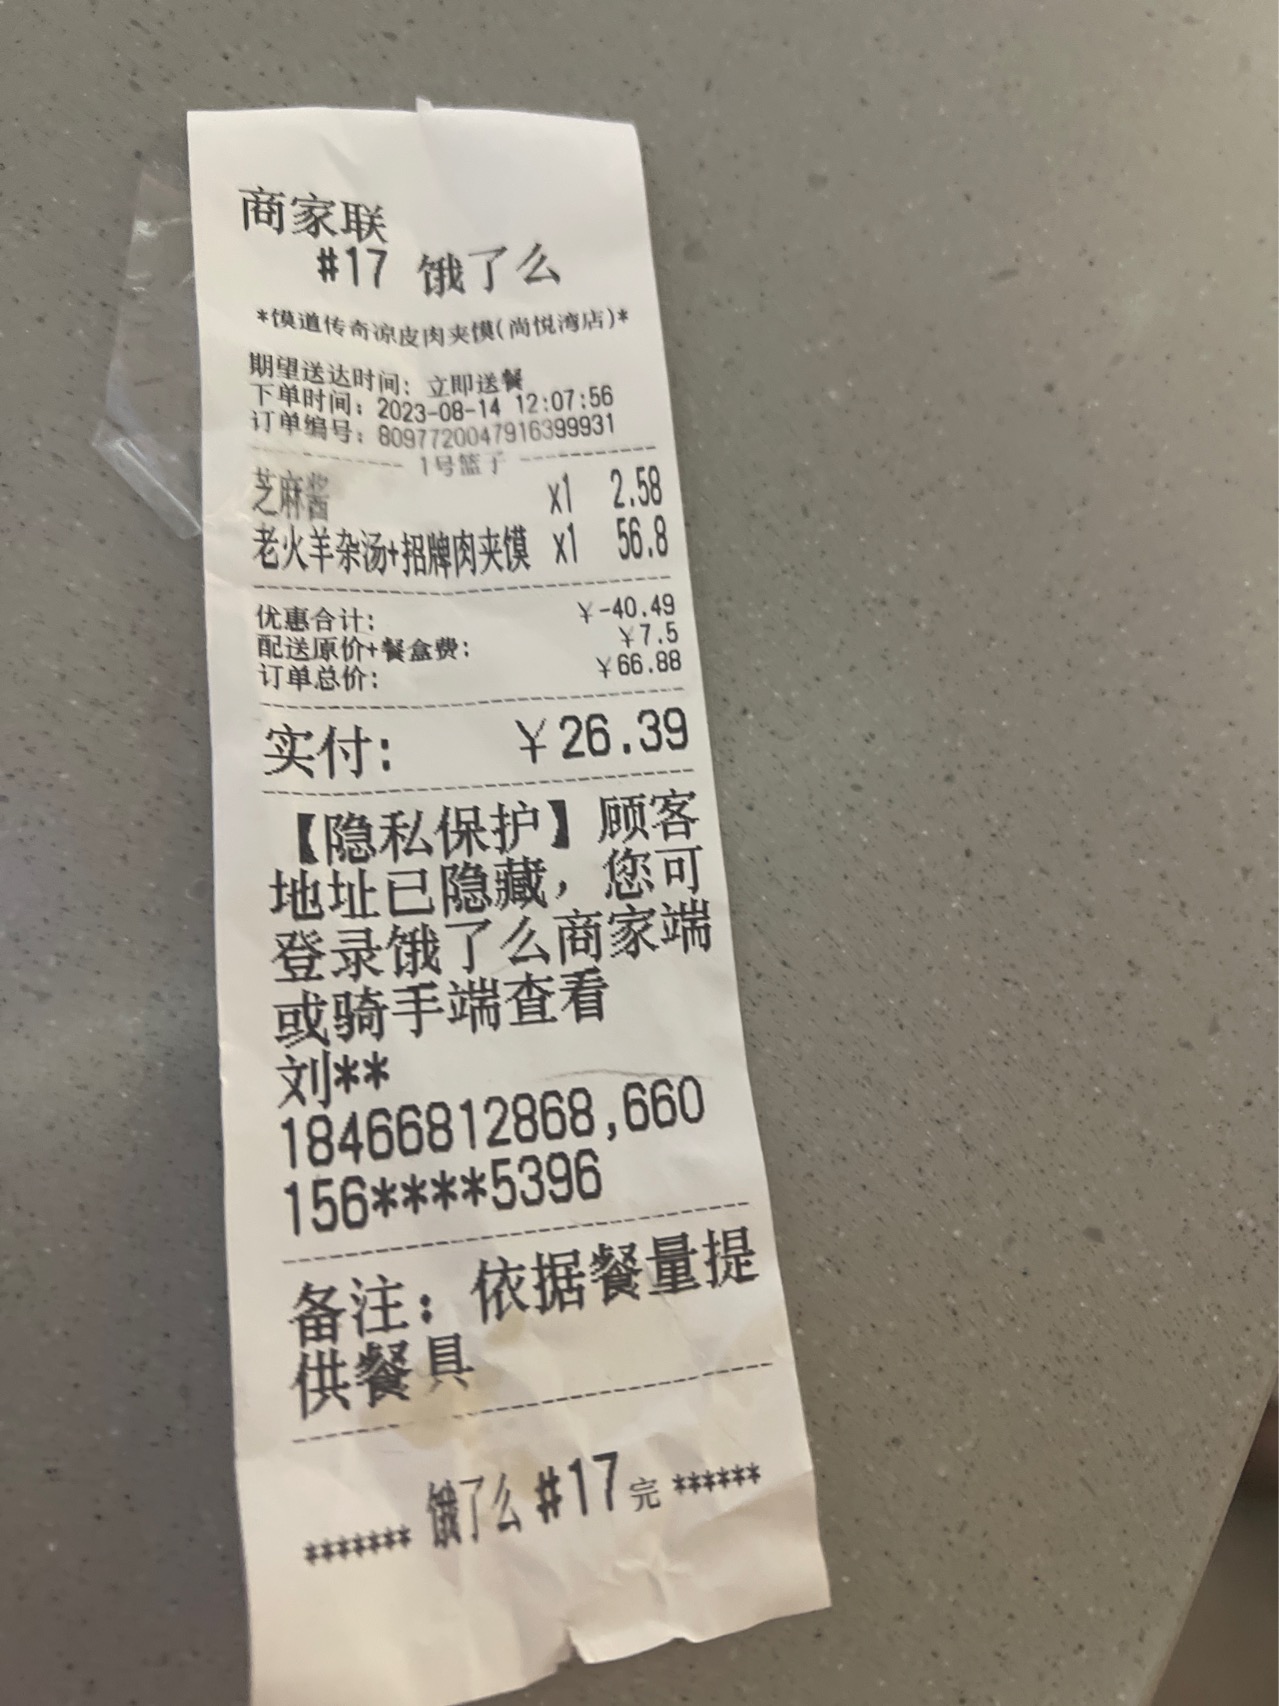 商家联
#17 饿了么
*馍道传奇凉皮肉夹馍(尚悦湾店)*
期望送达时间: 立即送餐
下单时间: 2023-08-14 12:07:56
订单编号: 8097720047916399931
---------- 1号篮子 ----------
芝麻酱 x1 2.58
老火羊杂汤+招牌肉夹馍 x1 56.8
优惠合计: ￥-40.49
配送原价+餐盒费: ￥7.5
订单总价: ￥66.88
实付: ￥26.39
【隐私保护】顾客
地址已隐藏，您可
登录饿了么商家端
或骑手端查看
刘**
18466812868,660
156****5396
备注: 依据餐量提
供餐具
******* 饿了么 #17 完 ******